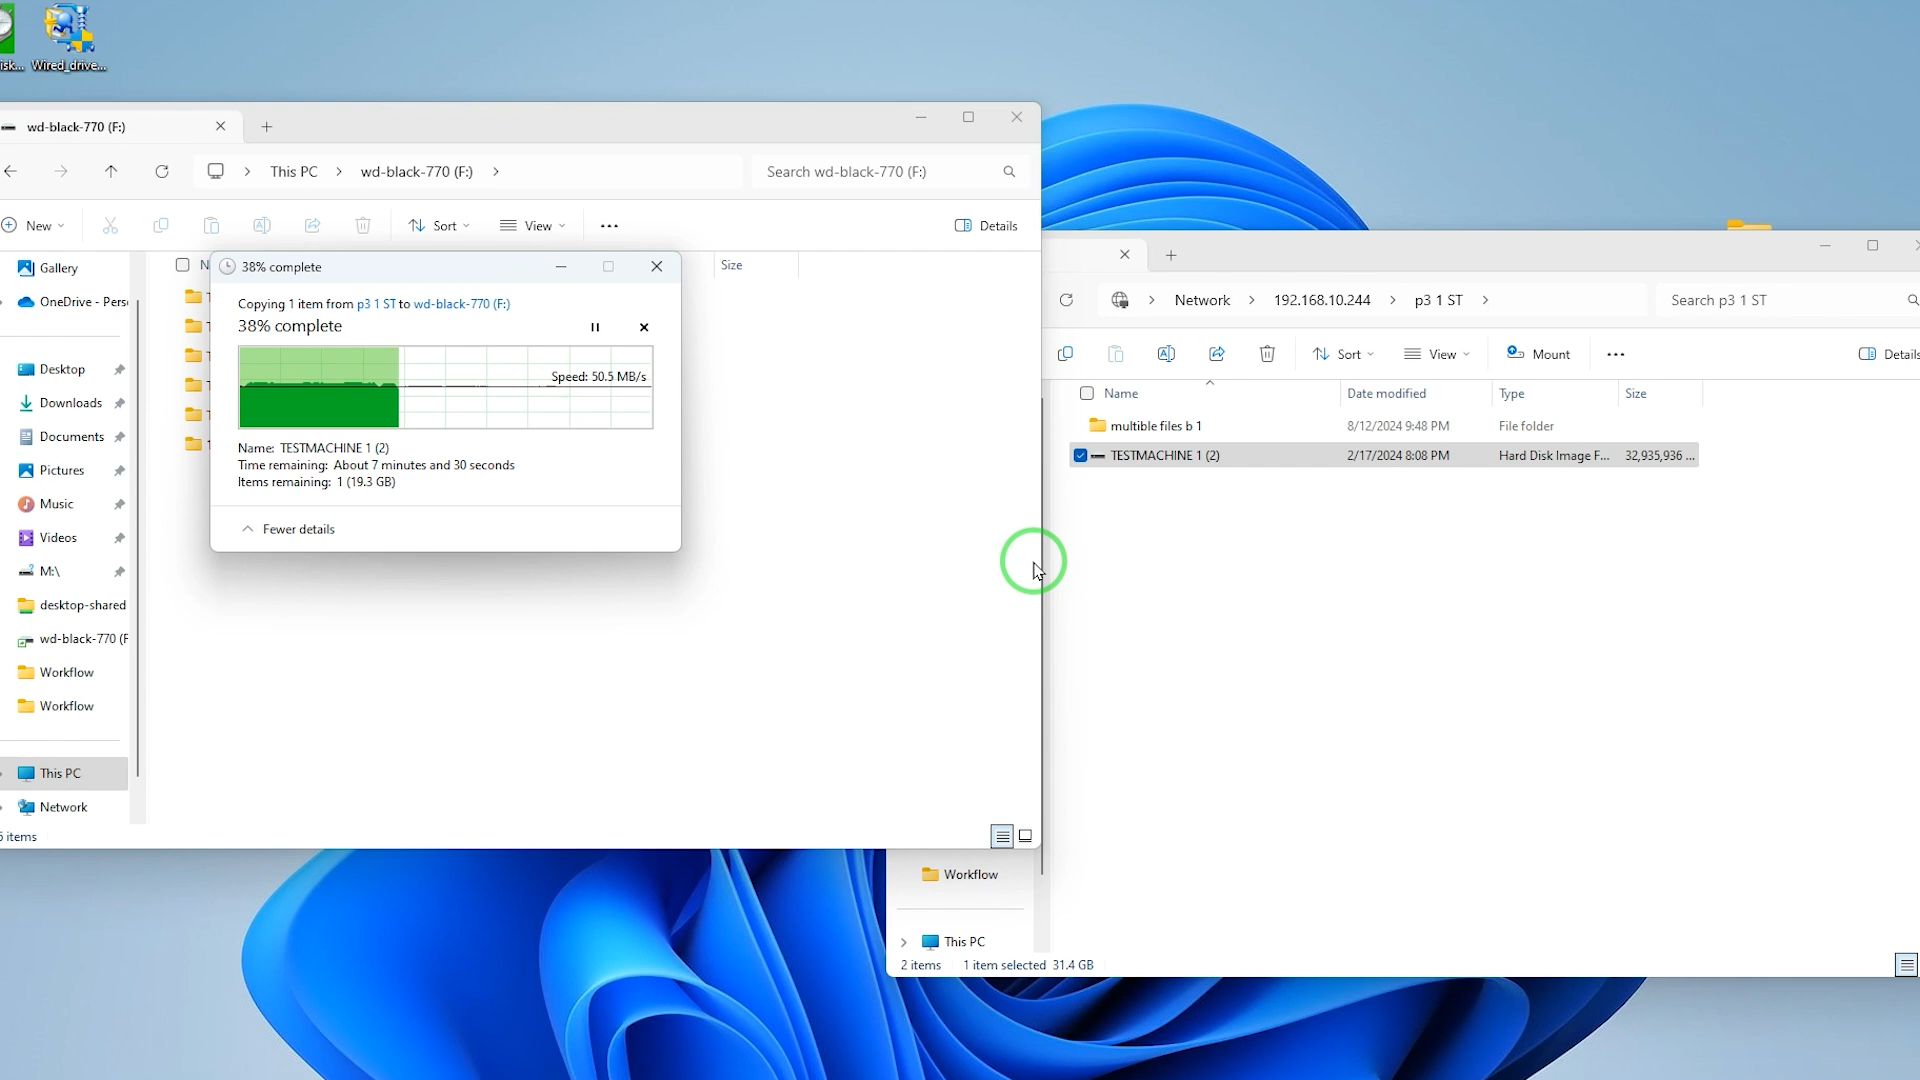 isk...
Wired_drive...
wd-black-770 (F:)
This PC
wd-black-770 (F:)
Search wd-black-770 (F:)
New
Sort
View
Details
Gallery
OneDrive - Pers
Desktop
Downloads
Documents
Pictures
Music
Videos
M:\
desktop-shared
wd-black-770 (F
Workflow
Workflow
This PC
Network
items
N
Size
38% complete
Copying 1 item from p3 1 ST to wd-black-770 (F:)
38% complete
Speed: 50.5 MB/s
Name: TESTMACHINE 1 (2)
Time remaining: About 7 minutes and 30 seconds
Items remaining: 1 (19.3 GB)
Fewer details
Network
192.168.10.244
p3 1 ST
Search p3 1 ST
Sort
View
Mount
Details
Name
Date modified
Type
Size
multiple files b 1
8/12/2024 9:48 PM
File folder
TESTMACHINE 1 (2)
2/17/2024 8:08 PM
Hard Disk Image F...
32,935,936 ...
Workflow
This PC
2 items
1 item selected 31.4 GB